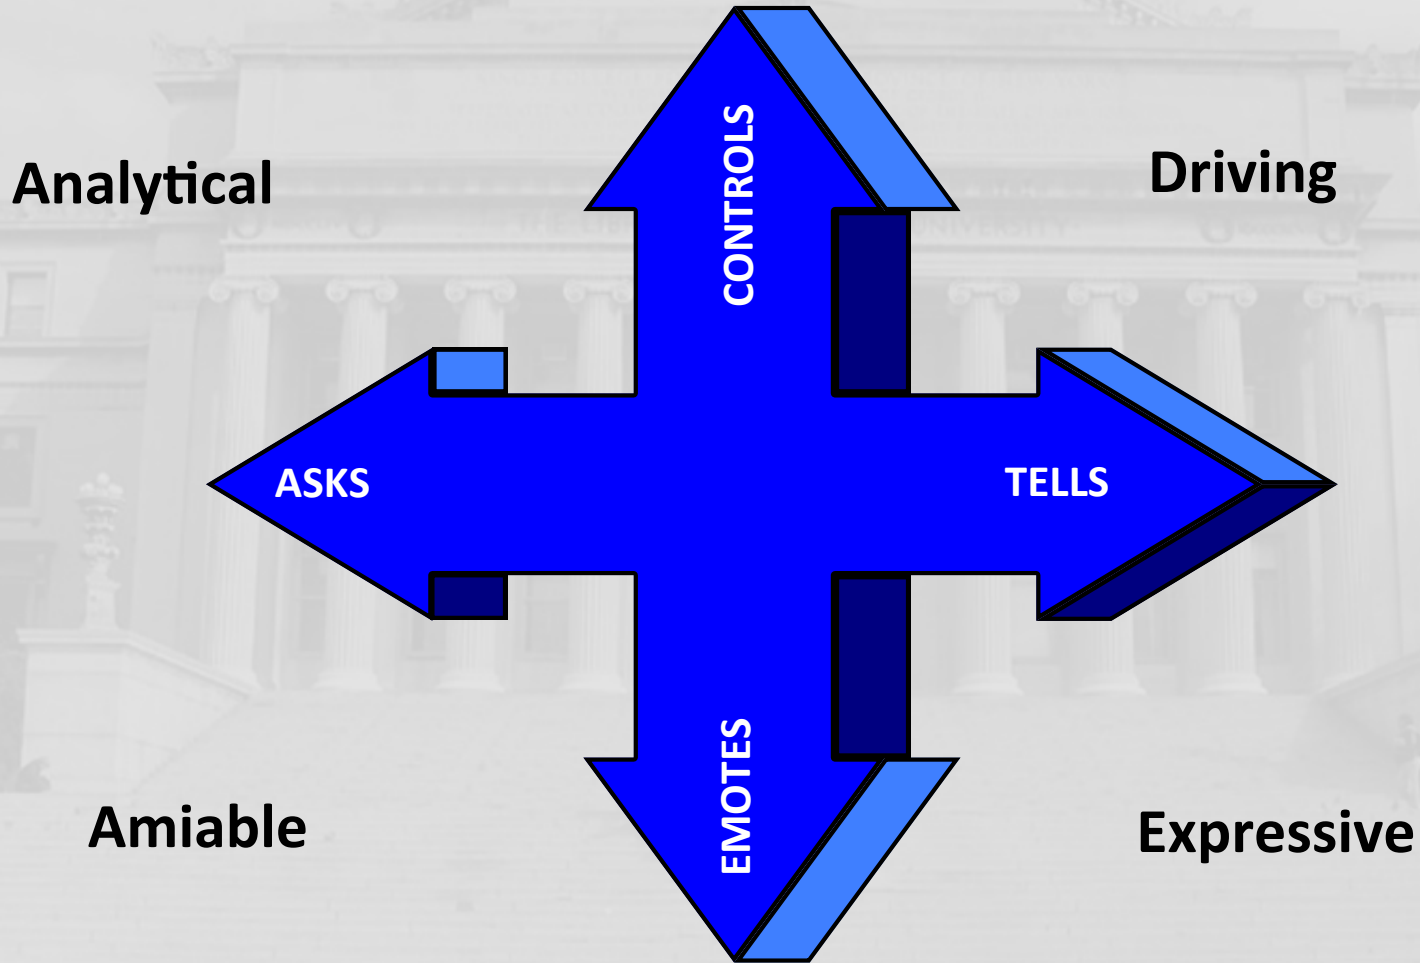 Analytical
CONTROLS
Driving
ASKS
TELLS
EMOTES
Amiable
Expressive